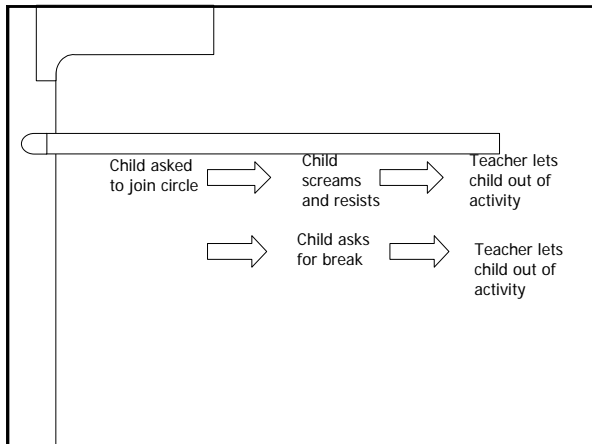 Child asked
to join circle
Child
screams
and resists
Teacher lets
child out of
activity
Child asks
for break
Teacher lets
child out of
activity